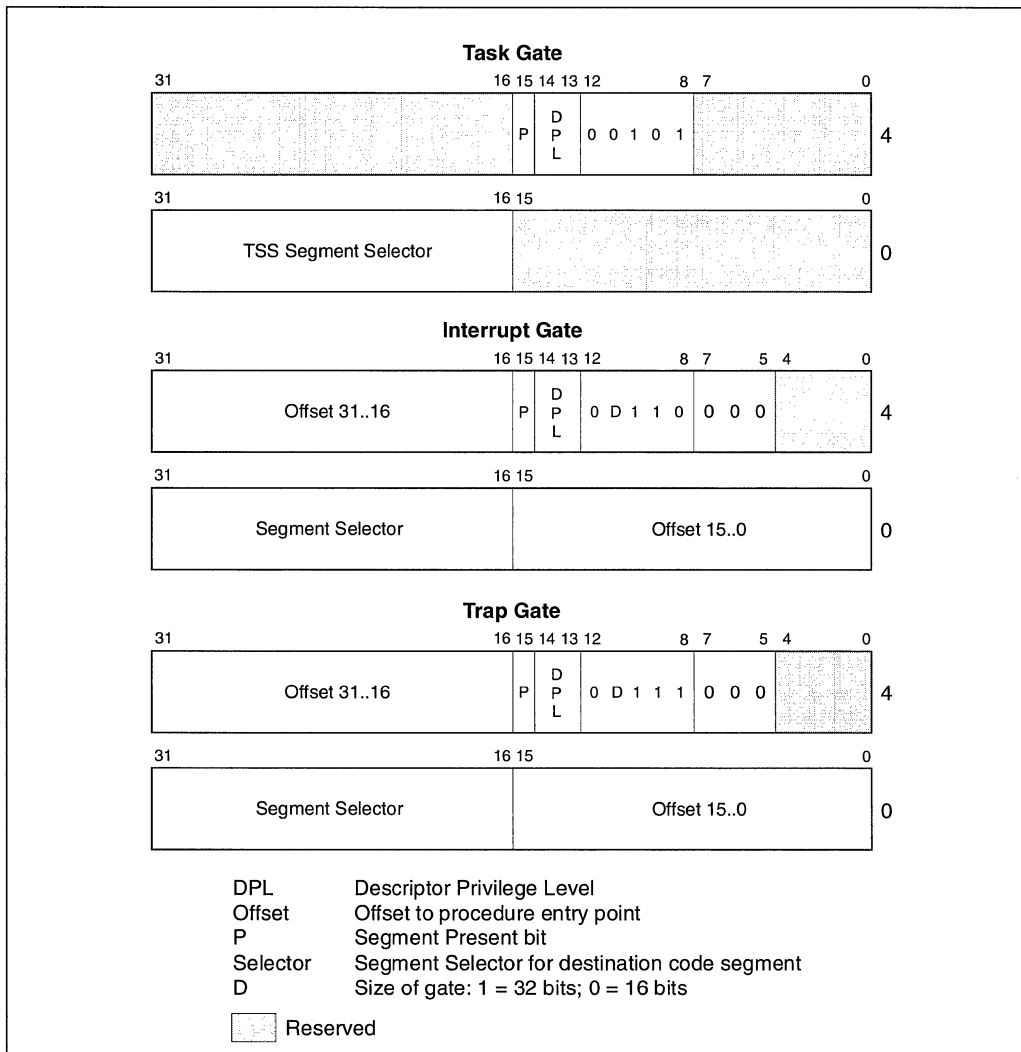 Task Gate
31 16 15 14 13 12 8 7 0
P D P L 0 0 1 0 1 4
31 16 15 0
TSS Segment Selector 0
Interrupt Gate
31 16 15 14 13 12 8 7 5 4 0
Offset 31..16 P D P L 0 D 1 1 0 0 0 0 4
31 16 15 0
Segment Selector Offset 15..0 0
Trap Gate
31 16 15 14 13 12 8 7 5 4 0
Offset 31..16 P D P L 0 D 1 1 1 0 0 0 4
31 16 15 0
Segment Selector Offset 15..0 0
DPL Descriptor Privilege Level
Offset Offset to procedure entry point
P Segment Present bit
Selector Segment Selector for destination code segment
D Size of gate: 1 = 32 bits; 0 = 16 bits
Reserved